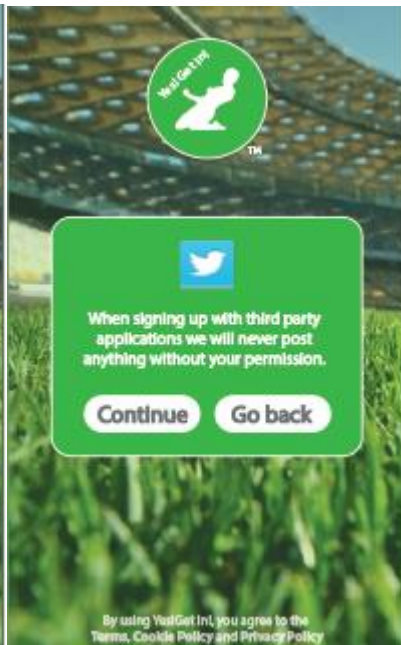 Yes! Get In!
TM
When signing up with third party
applications we will never post
anything without your permission.
Continue
Go back
By using Yes!Get In!, you agree to the
Terms, Cookie Policy and Privacy Policy